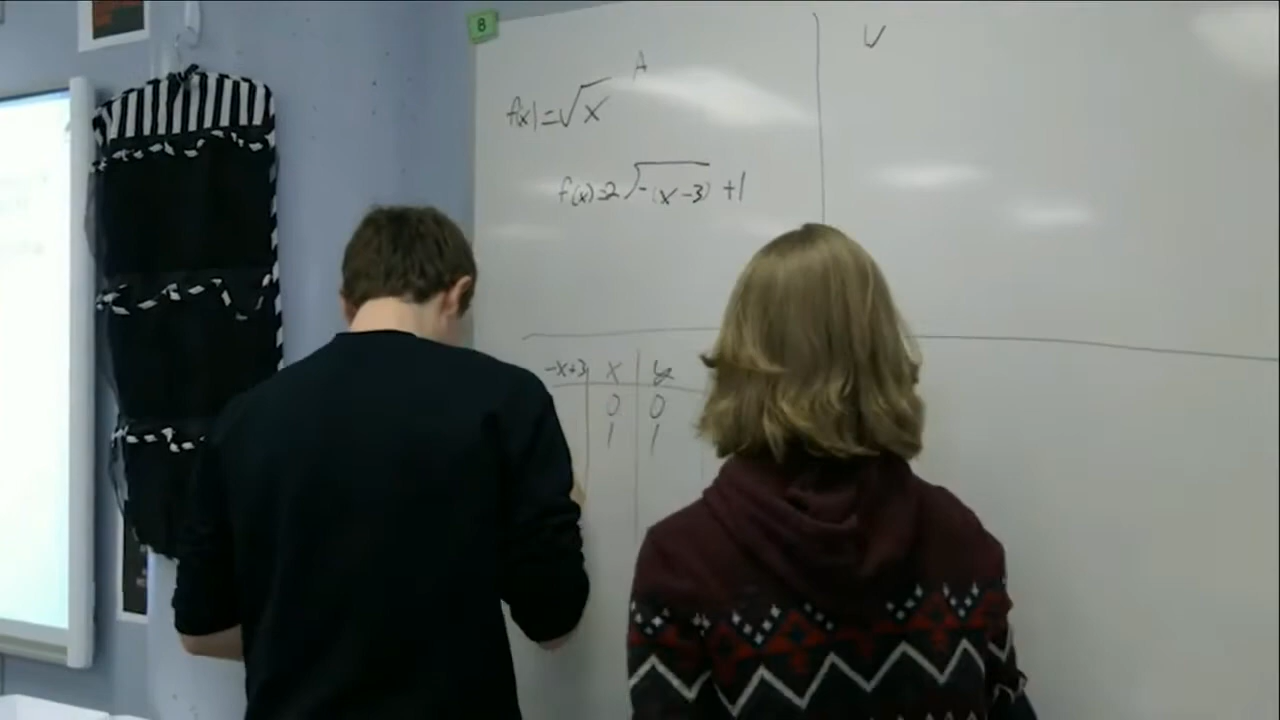 8
A
V
f(x)=√x
f(x)=2√-(x-3) +1
-x+3 x y
0 0
1 1